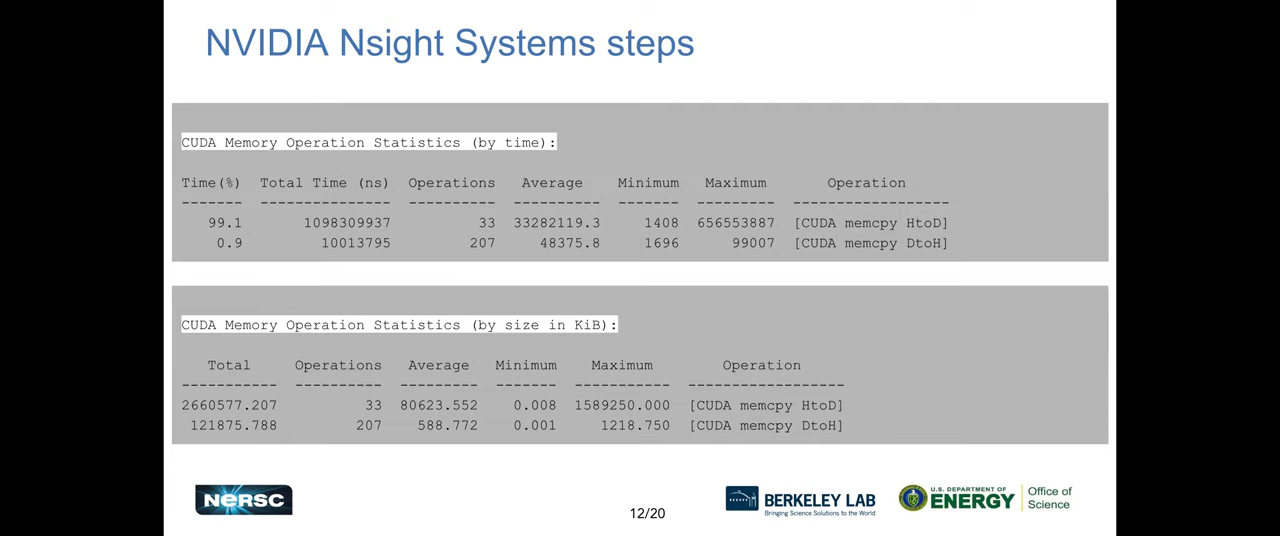 NVIDIA Nsight Systems steps
CUDA Memory Operation Statistics (by time):
Time(%) Total Time (ns) Operations Average Minimum Maximum Operation
------- --------------- ---------- ---------- ------- --------- ------------------
99.1 1098309937 33 33282119.3 1408 656553887 [CUDA memcpy HtoD]
0.9 10013795 207 48375.8 1696 99007 [CUDA memcpy DtoH]
CUDA Memory Operation Statistics (by size in KiB):
Total Operations Average Minimum Maximum Operation
----------- ---------- --------- ------- ----------- ------------------
2660577.207 33 80623.552 0.008 1589250.000 [CUDA memcpy HtoD]
121875.788 207 588.772 0.001 1218.750 [CUDA memcpy DtoH]
NERSC
12/20
BERKELEY LAB
Bringing Science Solutions to the World
U.S. DEPARTMENT OF
ENERGY
Office of
Science